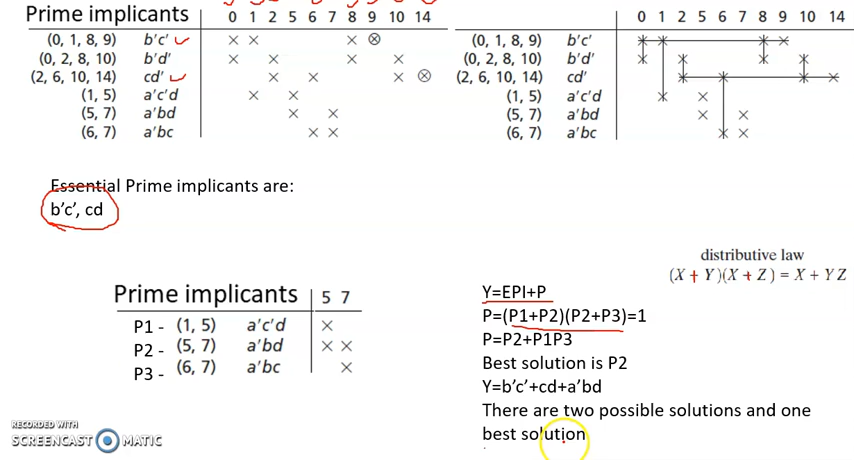 Prime implicants 0 1 2 5 6 7 8 9 10 14
(0, 1, 8, 9) b′c′ × × × ⊗
(0, 2, 8, 10) b′d′ × × × ×
(2, 6, 10, 14) cd′ × × × ⊗
(1, 5) a′c′d × ×
(5, 7) a′bd × ×
(6, 7) a′bc × ×
0 1 2 5 6 7 8 9 10 14
(0, 1, 8, 9) b′c′ × × × ×
(0, 2, 8, 10) b′d′ × × × ×
(2, 6, 10, 14) cd′ × × × ×
(1, 5) a′c′d × ×
(5, 7) a′bd × ×
(6, 7) a′bc × ×
Essential Prime implicants are:
b’c’, cd
Prime implicants 5 7
P1 - (1, 5) a′c′d ×
P2 - (5, 7) a′bd × ×
P3 - (6, 7) a′bc ×
distributive law
(X + Y)(X + Z) = X + YZ
Y=EPI+P
P=(P1+P2)(P2+P3)=1
P=P2+P1P3
Best solution is P2
Y=b’c’+cd+a’bd
There are two possible solutions and one
best solution
RECORDED WITH
SCREENCAST MATIC